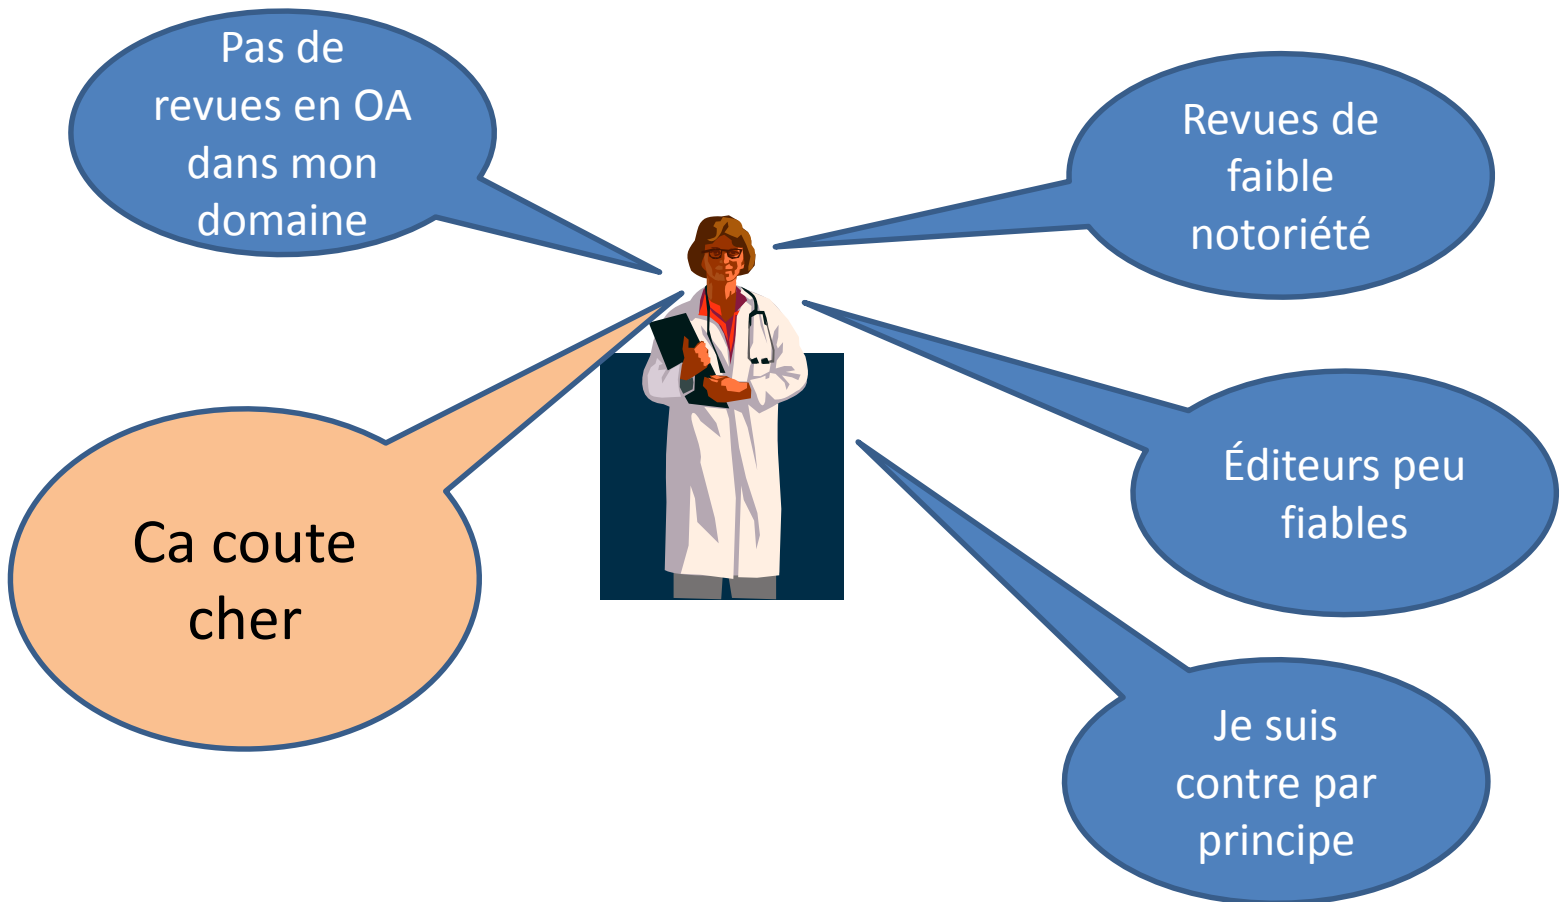 Pas de
revues en OA
dans mon
domaine
Revues de
faible
notoriété
Ca coute
cher
Éditeurs peu
fiables
Je suis
contre par
principe